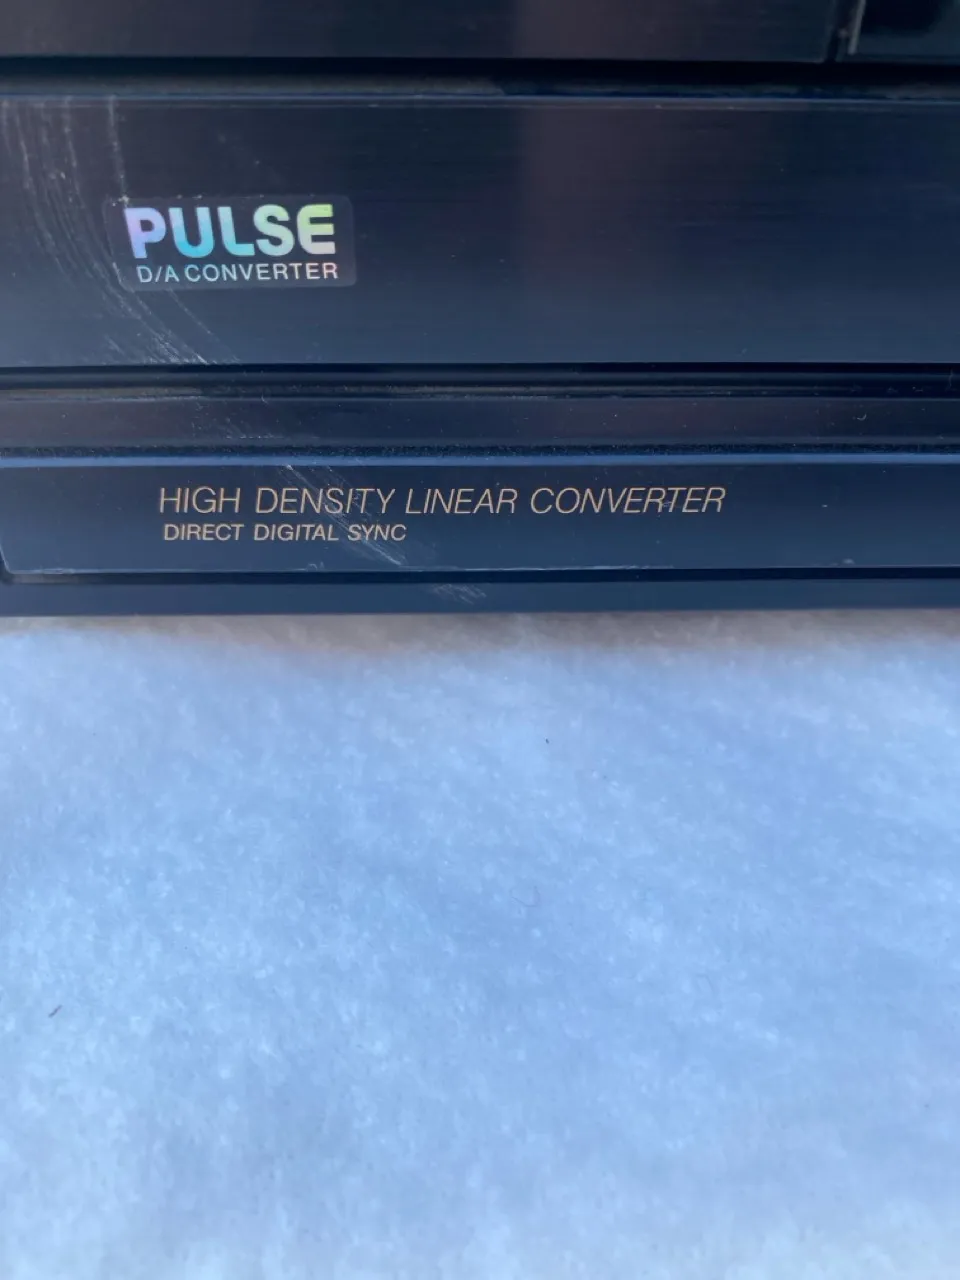 PULSE
D/A CONVERTER
HIGH DENSITY LINEAR CONVERTER
DIRECT DIGITAL SYNC